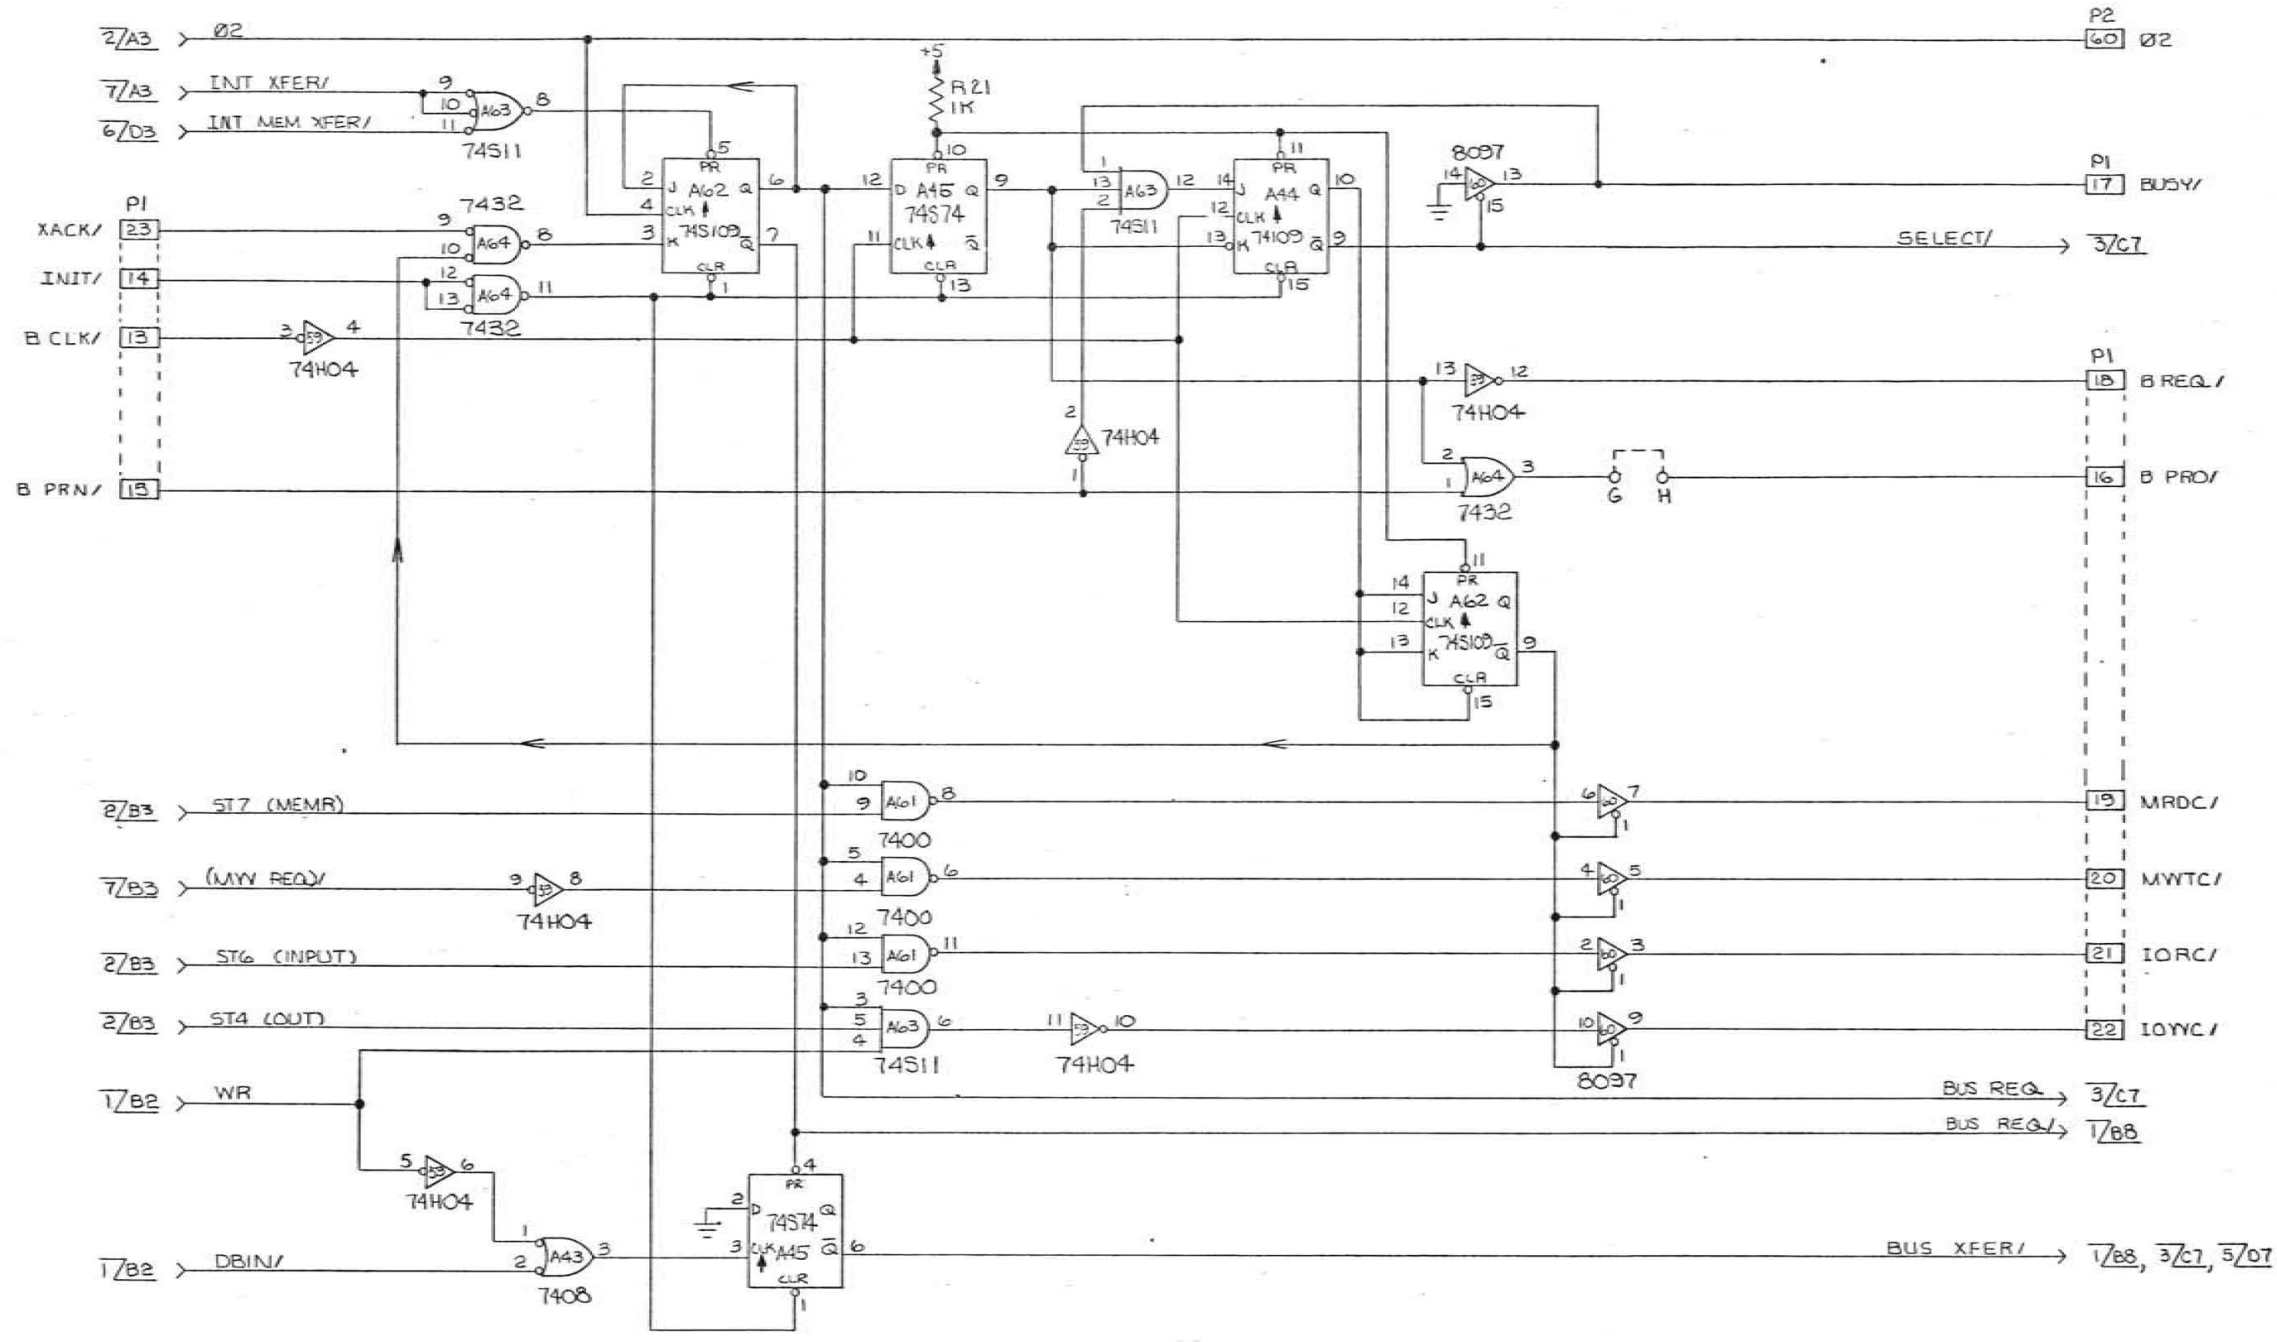 2/A3 Ø2 P2 60 Ø2
7/A3 INT XFER/ 9 10 11 A63 8
6/D3 INT MEM XFER/
74S11
+5
R21
1K
5 PR 2 J A62 Q 6 4 CLK 3 K 74S109 Q̅ 7 CLR 1
10 PR 12 D A45 Q 9 74S74 11 CLK Q̅ CLR 13
1 13 2 A63 12 74S11
11 PR 14 J A44 Q 10 12 CLK 13 K 74109 Q̅ 9 CLR 15
8097
14 60 13 15
P1
17 BUSY/
SELECT/ 3/C7
P1
XACK/ 23
INIT/ 14
B CLK/ 13
B PRN/ 15
7432
9 10 A64 8
12 13 A64 11
7432
3 59 4
74H04
2 59 1 74H04
13 59 12
74H04
P1
18 B REQ/
2 1 A64 3
7432
G H
16 B PRO/
11 PR 14 J A62 Q 12 CLK 13 K 74S109 Q̅ 9 CLR 15
2/B3 ST7 (MEMR) 10 9 A61 8 6 60 7 1 19 MRDC/
7400
7/B3 (MW REQ)/ 9 59 8 5 4 A61 6 4 60 5 1 20 MWTC/
74H04 7400
2/B3 ST6 (INPUT) 12 13 A61 11 2 60 3 1 21 IORC/
7400
2/B3 ST4 (OUT) 3 5 4 A63 6 11 59 10 10 60 9 1 22 IOWC/
74S11 74H04 8097
1/B2 WR
BUS REQ 3/C7
BUS REQ/ 1/B8
5 59 6
74H04
4 PR 2 D 74S74 Q 3 CLK A45 Q̅ 6 CLR 1
1/B2 DBIN/ 1 2 A43 3
7408
BUS XFER/ 1/B8, 3/C7, 5/D7